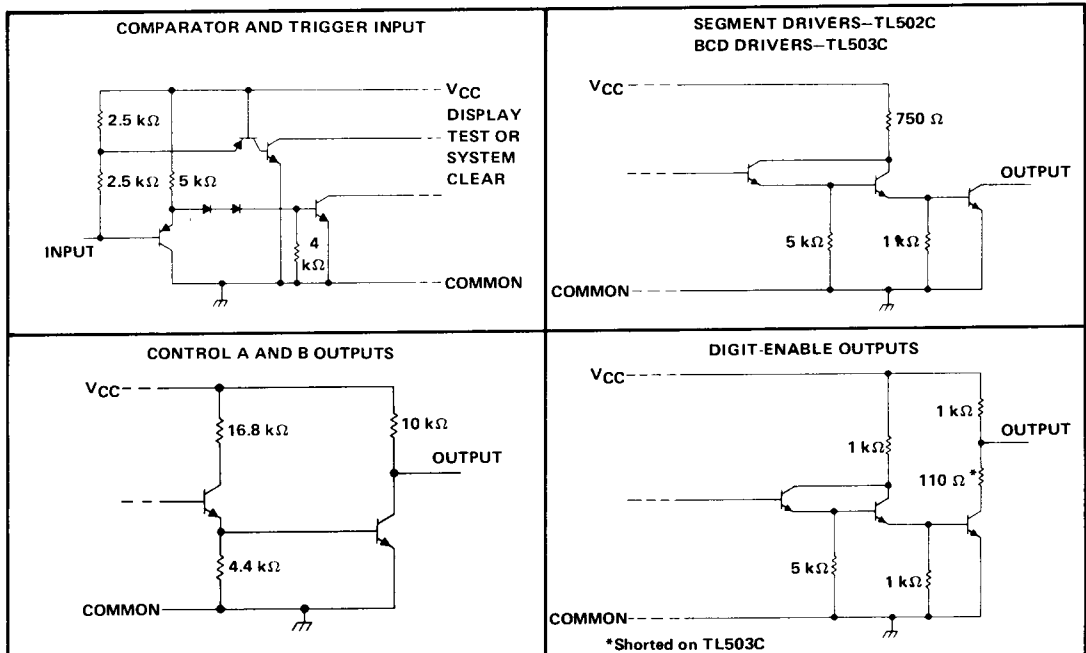 COMPARATOR AND TRIGGER INPUT
VCC
DISPLAY
TEST OR
SYSTEM
CLEAR
2.5 kΩ
2.5 kΩ
5 kΩ
INPUT
4
kΩ
COMMON
SEGMENT DRIVERS–TL502C
BCD DRIVERS–TL503C
VCC
750 Ω
OUTPUT
5 kΩ
1 kΩ
COMMON
CONTROL A AND B OUTPUTS
VCC
16.8 kΩ
10 kΩ
OUTPUT
4.4 kΩ
COMMON
DIGIT-ENABLE OUTPUTS
VCC
1 kΩ
1 kΩ
OUTPUT
110 Ω*
5 kΩ
1 kΩ
COMMON
*Shorted on TL503C